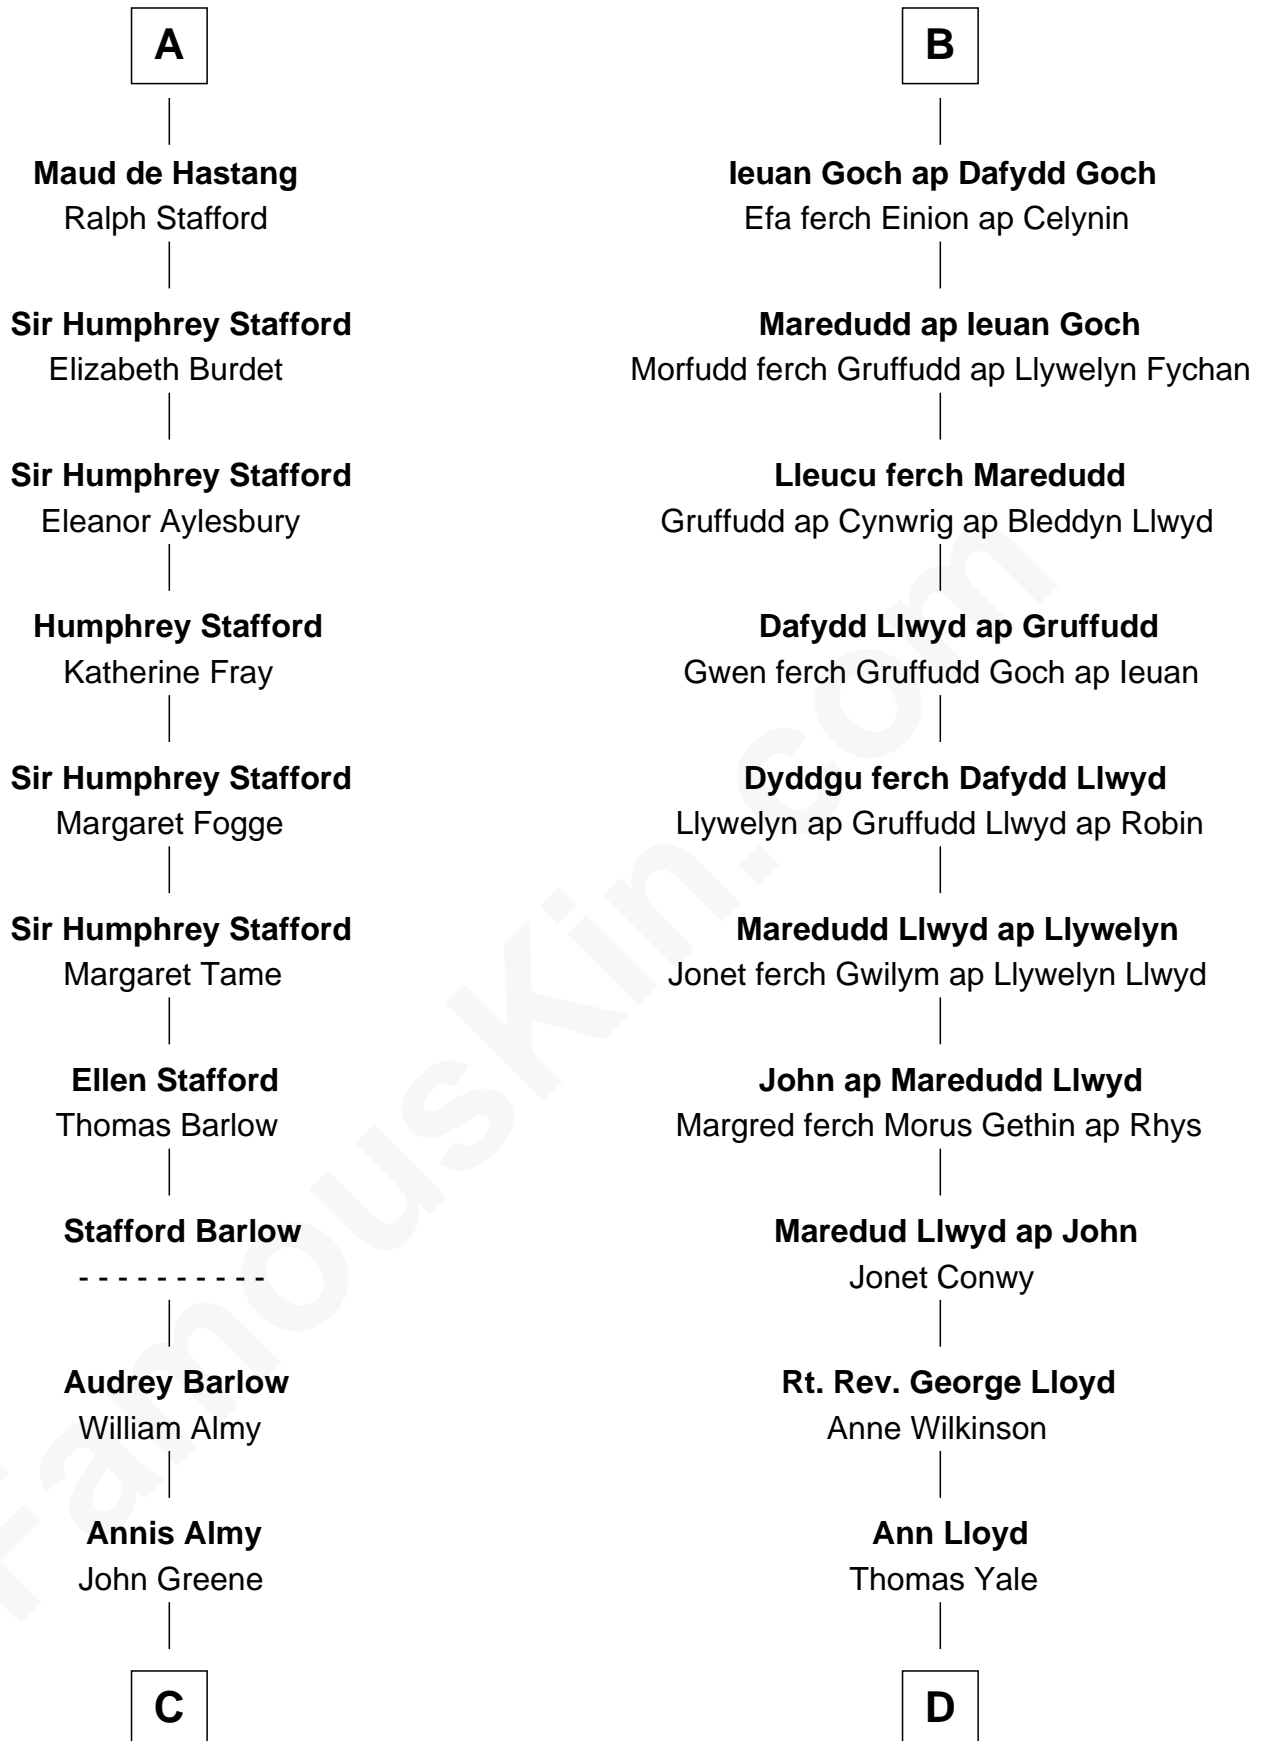 A
Maud de Hastang
Ralph Stafford
Sir Humphrey Stafford
Elizabeth Burdet
Sir Humphrey Stafford
Eleanor Aylesbury
Humphrey Stafford
Katherine Fray
Sir Humphrey Stafford
Margaret Fogge
Sir Humphrey Stafford
Margaret Tame
Ellen Stafford
Thomas Barlow
Stafford Barlow
- - - - - - - - - -
Audrey Barlow
William Almy
Annis Almy
John Greene
C
B
Ieuan Goch ap Dafydd Goch
Efa ferch Einion ap Celynin
Maredudd ap Ieuan Goch
Morfudd ferch Gruffudd ap Llywelyn Fychan
Lleucu ferch Maredudd
Gruffudd ap Cynwrig ap Bleddyn Llwyd
Dafydd Llwyd ap Gruffudd
Gwen ferch Gruffudd Goch ap Ieuan
Dyddgu ferch Dafydd Llwyd
Llywelyn ap Gruffudd Llwyd ap Robin
Maredudd Llwyd ap Llywelyn
Jonet ferch Gwilym ap Llywelyn Llwyd
John ap Maredudd Llwyd
Margred ferch Morus Gethin ap Rhys
Maredud Llwyd ap John
Jonet Conwy
Rt. Rev. George Lloyd
Anne Wilkinson
Ann Lloyd
Thomas Yale
D
FamousKin.com